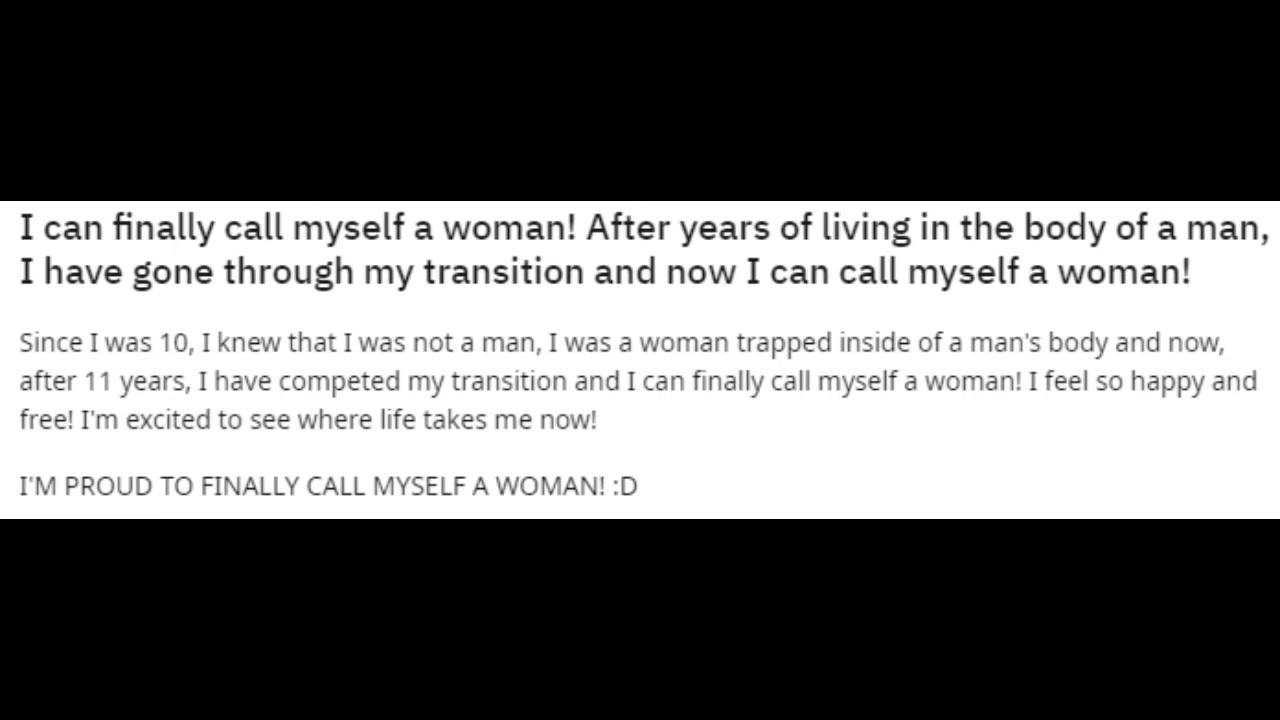 I can finally call myself a woman! After years of living in the body of a man,
I have gone through my transition and now I can call myself a woman!
Since I was 10, I knew that I was not a man, I was a woman trapped inside of a man's body and now,
after 11 years, I have competed my transition and I can finally call myself a woman! I feel so happy and
free! I'm excited to see where life takes me now!
I'M PROUD TO FINALLY CALL MYSELF A WOMAN! :D